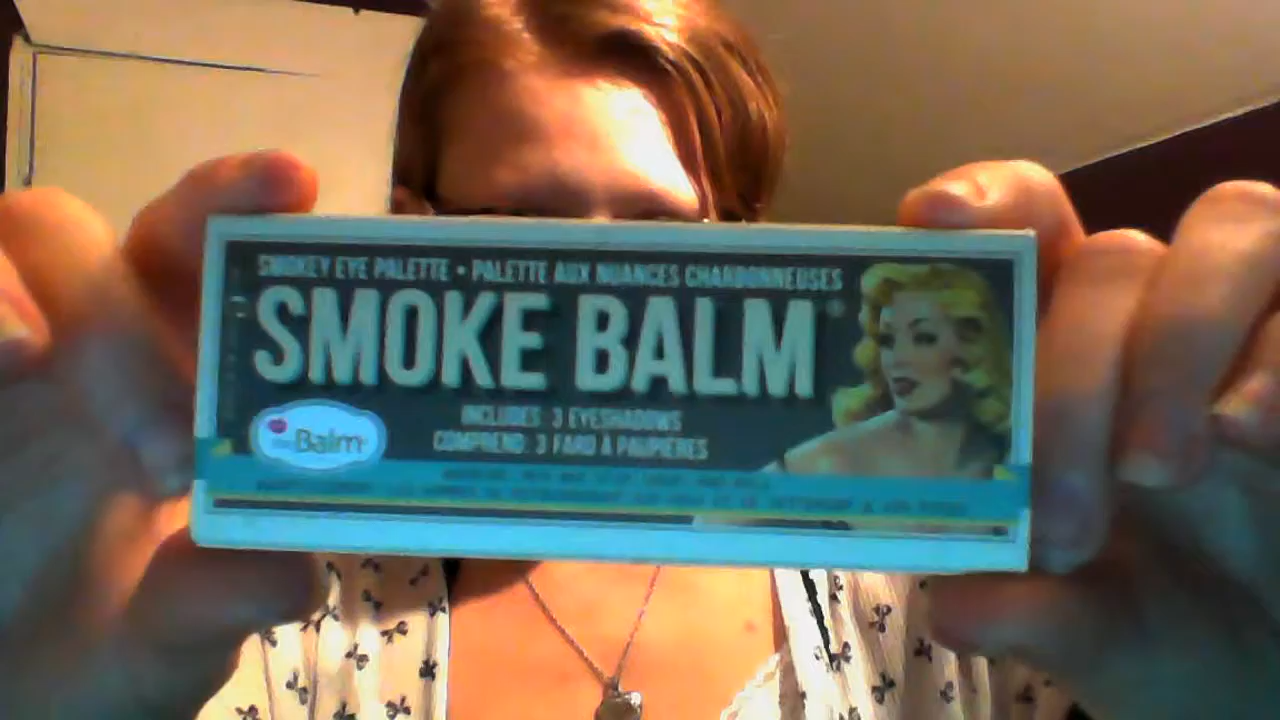 SMOKEY EYE PALETTE • PALETTE AUX NUANCES CHARBONNEUSES
SMOKE BALM®
INCLUDES 3 EYESHADOWS
COMPREND 3 FARD À PAUPIÈRES
theBalm